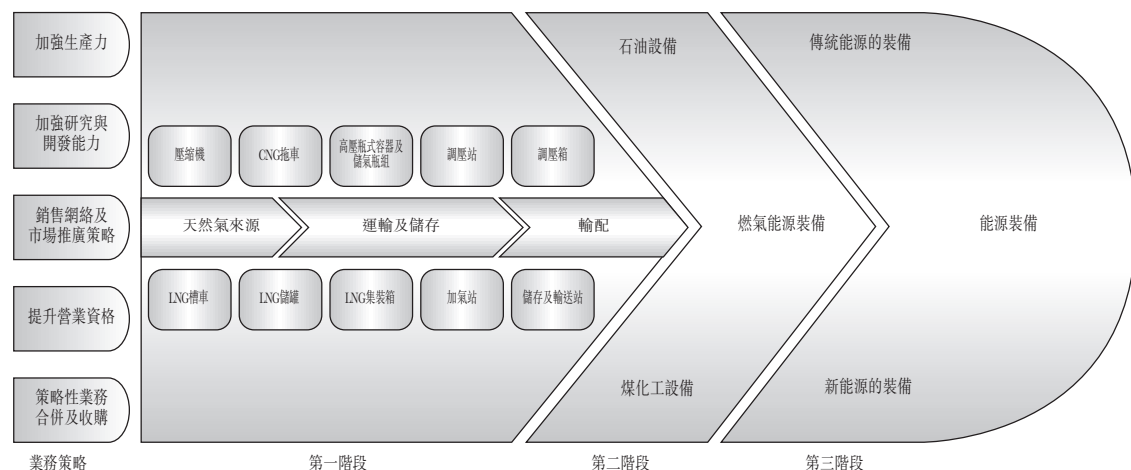 加強生產力
加強研究與
開發能力
銷售網絡及
市場推廣策略
提升營業資格
策略性業務
合併及收購
業務策略
壓縮機
CNG拖車
高壓瓶式容器及
儲氣瓶組
調壓站
調壓箱
天然氣來源
運輸及儲存
輸配
LNG槽車
LNG儲罐
LNG集裝箱
加氣站
儲存及輸送站
第一階段
石油設備
燃氣能源裝備
煤化工設備
第二階段
傳統能源的裝備
能源裝備
新能源的裝備
第三階段